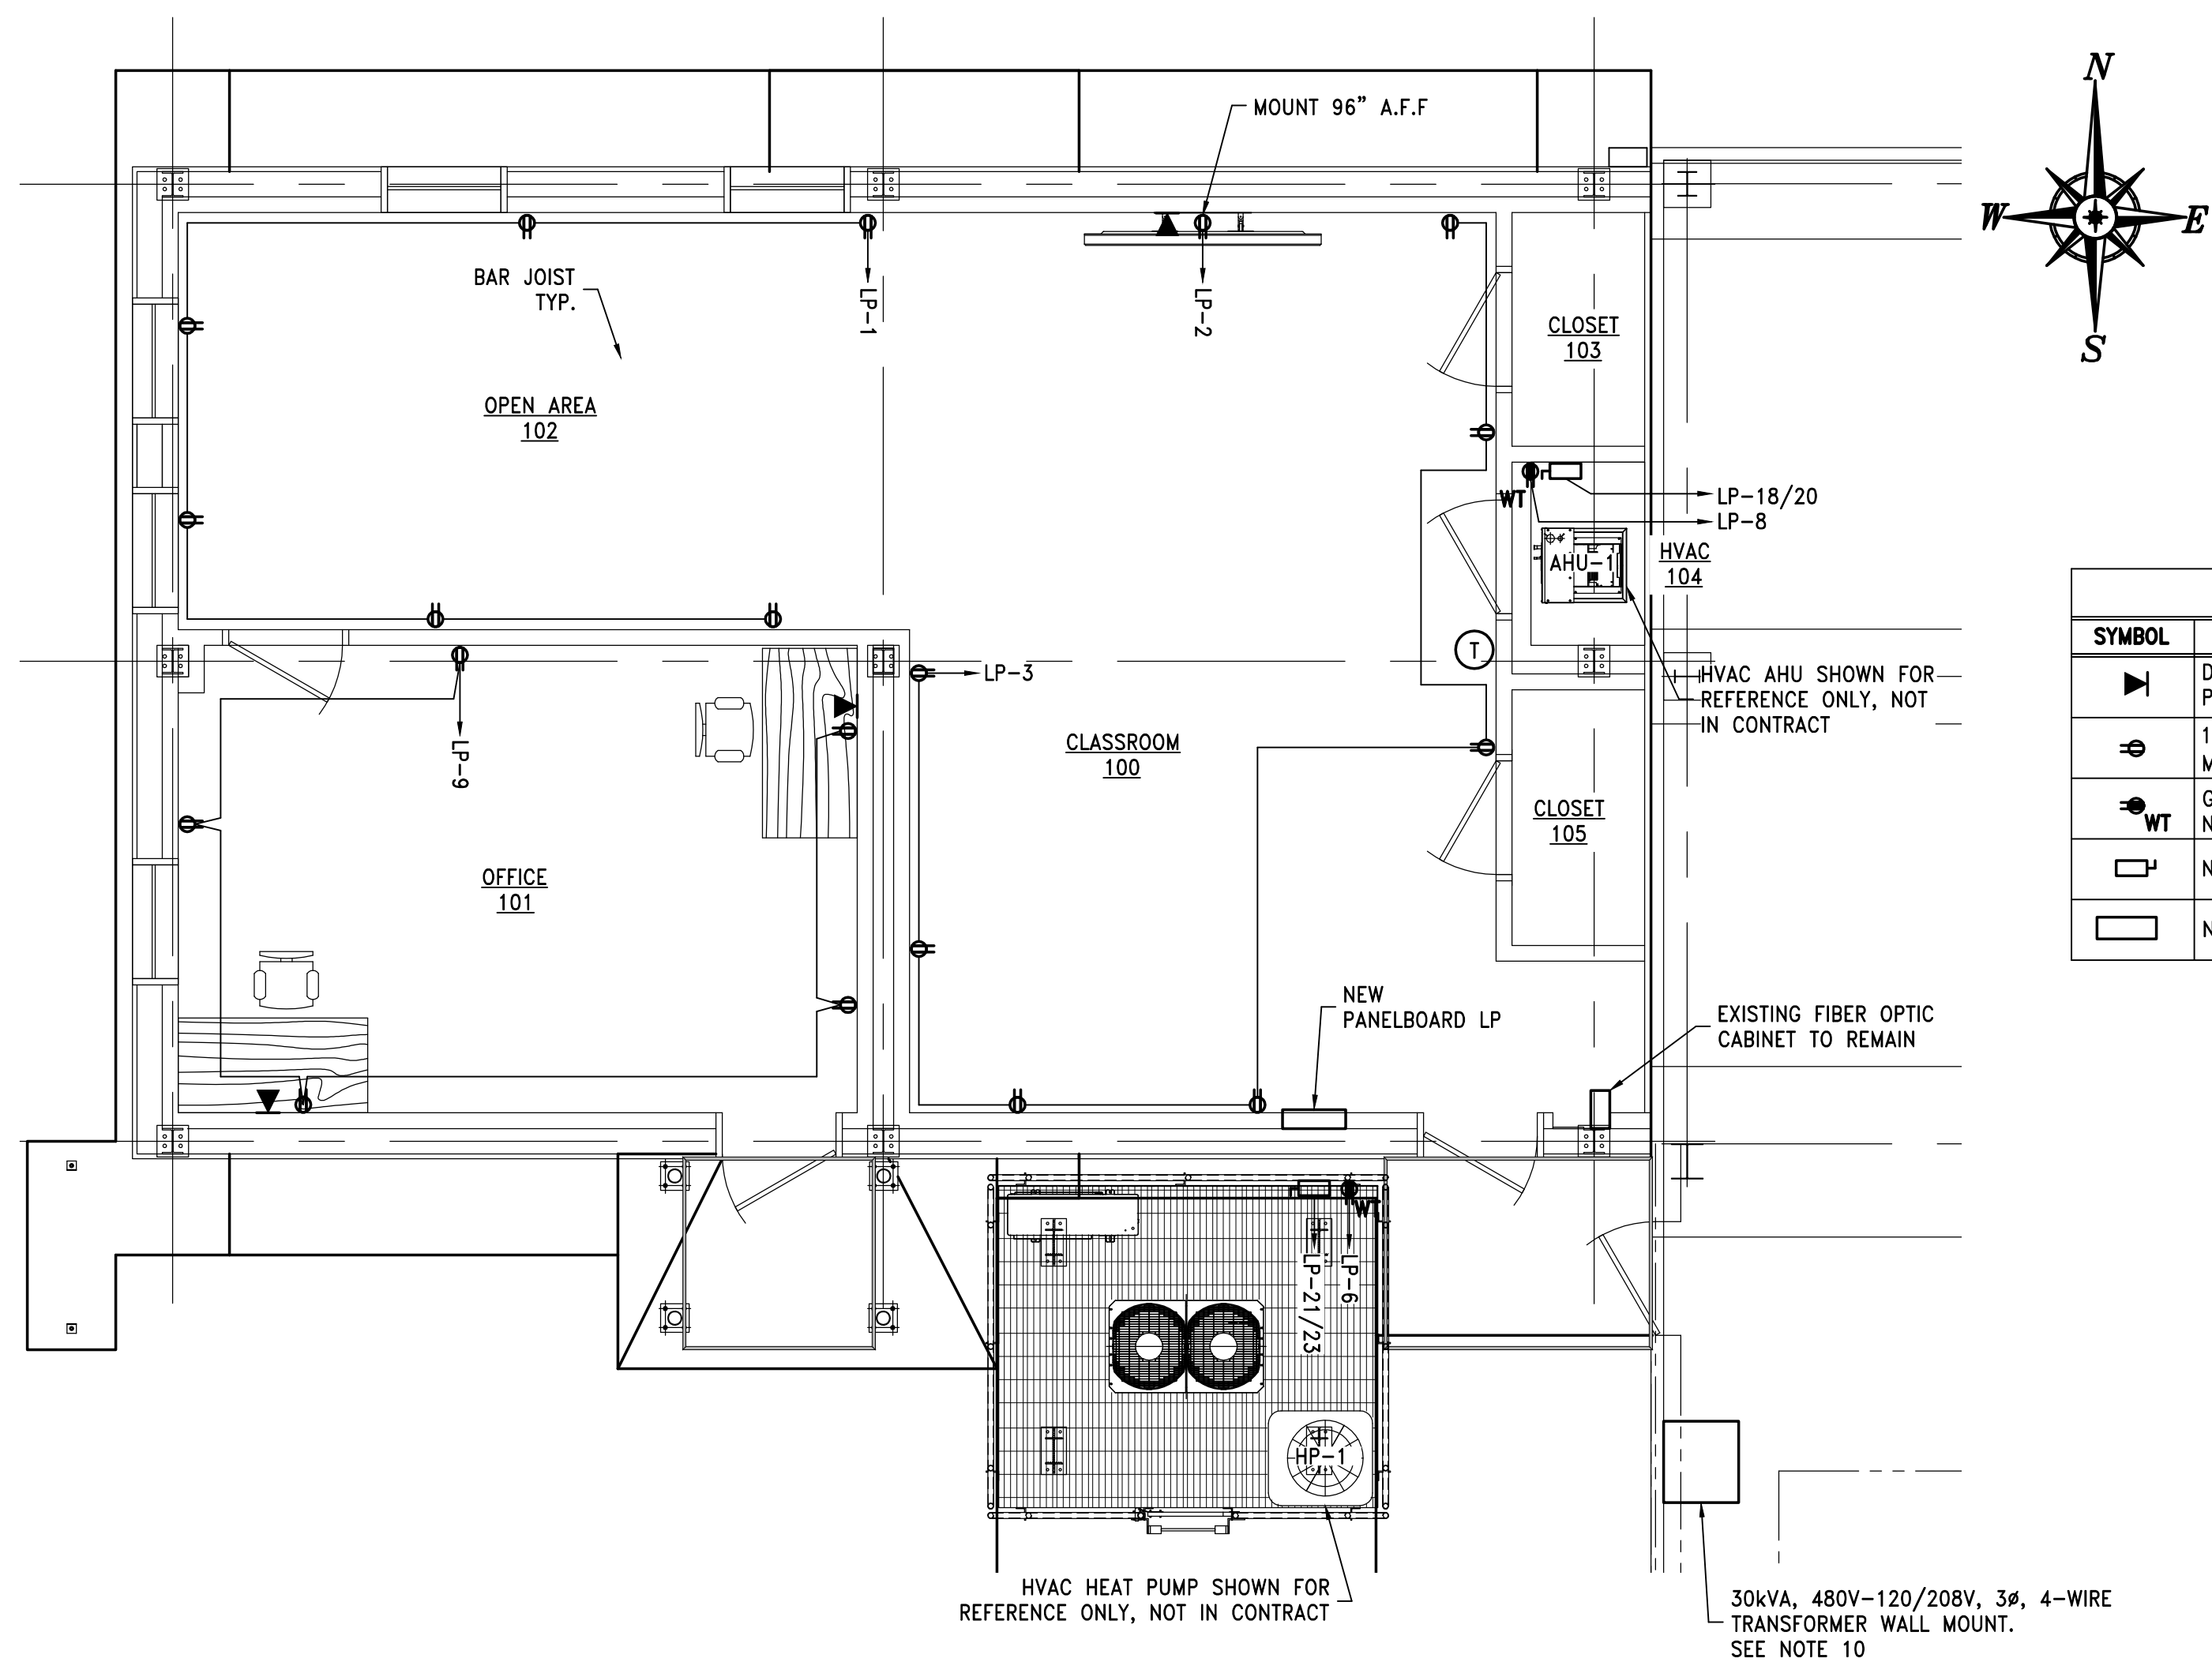 MOUNT 96” A.F.F
N
W
E
S
BAR JOIST
TYP.
LP-1
LP-2
CLOSET
103
OPEN AREA
102
WT
LP-18/20
LP-8
AHU-1
HVAC
104
SYMBOL
D
P
1
M
G
WT
N
N
N
T
LP-3
HVAC AHU SHOWN FOR
REFERENCE ONLY, NOT
IN CONTRACT
LP-9
CLASSROOM
100
CLOSET
105
OFFICE
101
NEW
PANELBOARD LP
EXISTING FIBER OPTIC
CABINET TO REMAIN
WT
LP-21/23
LP-6
HP-1
HVAC HEAT PUMP SHOWN FOR
REFERENCE ONLY, NOT IN CONTRACT
30kVA, 480V-120/208V, 3ø, 4-WIRE
TRANSFORMER WALL MOUNT.
SEE NOTE 10